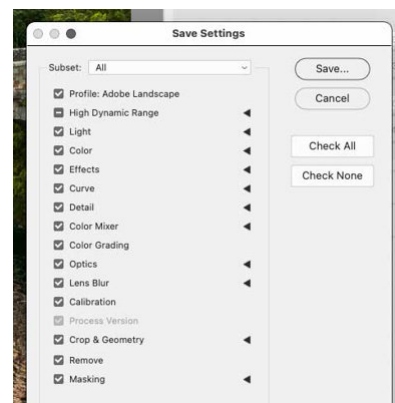 Save Settings
Subset: All
Save...
Profile: Adobe Landscape
Cancel
High Dynamic Range
Light
Check All
Color
Effects
Check None
Curve
Detail
Color Mixer
Color Grading
Optics
Lens Blur
Calibration
Process Version
Crop & Geometry
Remove
Masking